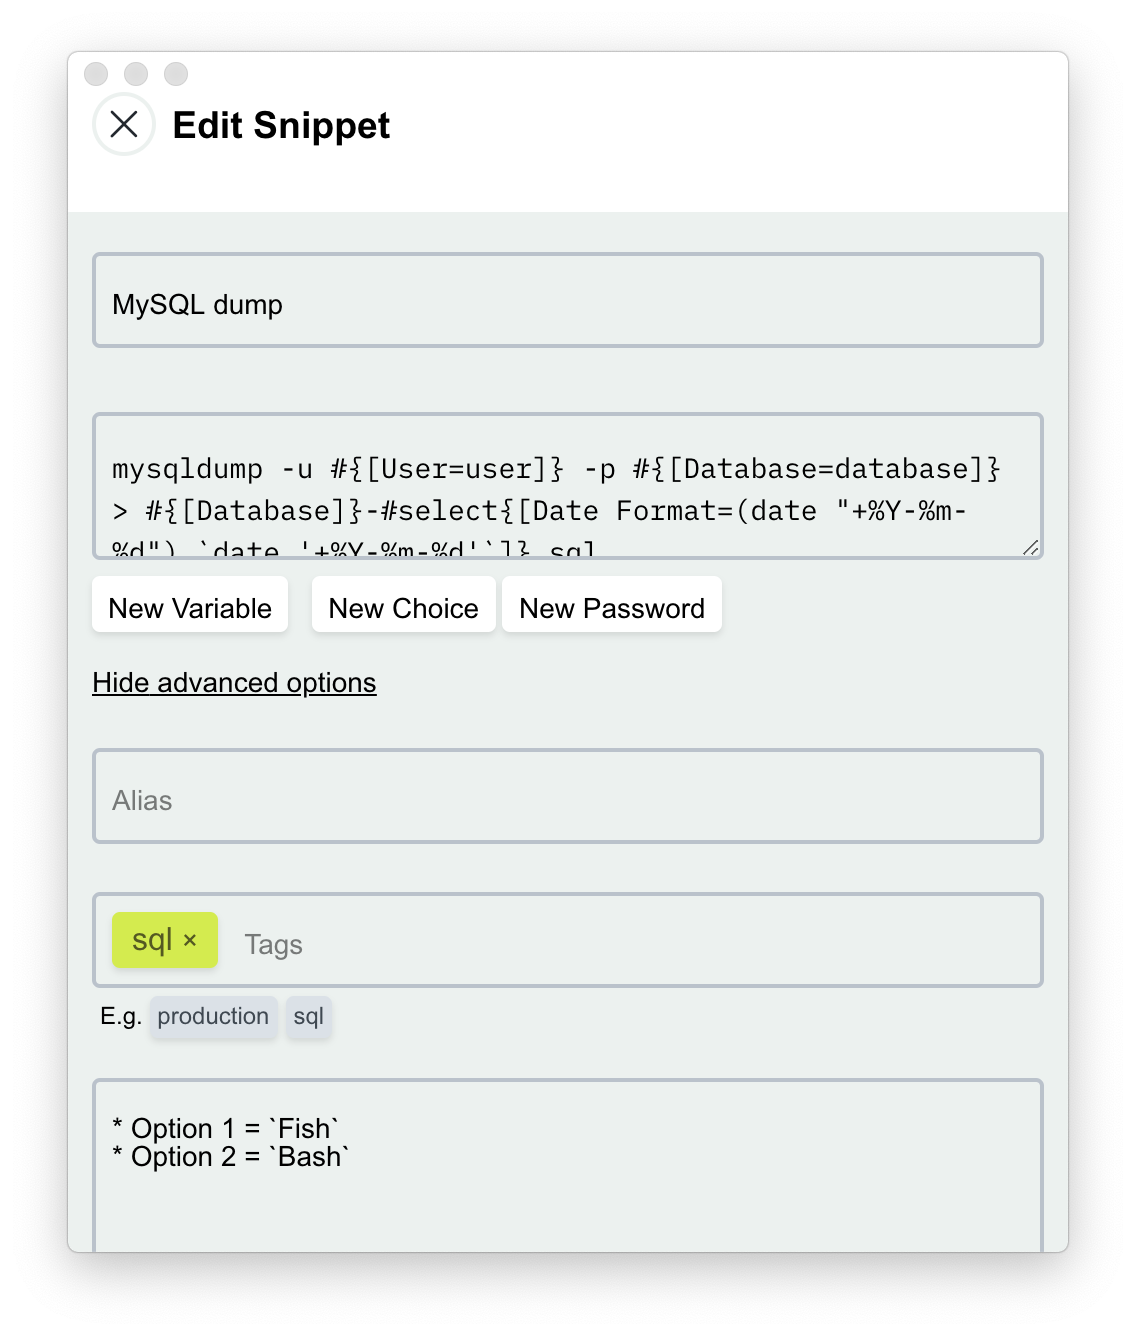 Edit Snippet
MySQL dump
mysqldump -u #{[User=user]} -p #{[Database=database]}
> #{[Database]}-#select{[Date Format=(date "+%Y-%m-
%d") `date '+%Y-%m-%d'`]}.sql
New Variable New Choice New Password
Hide advanced options
Alias
sql × Tags
E.g. production sql
* Option 1 = `Fish`
* Option 2 = `Bash`